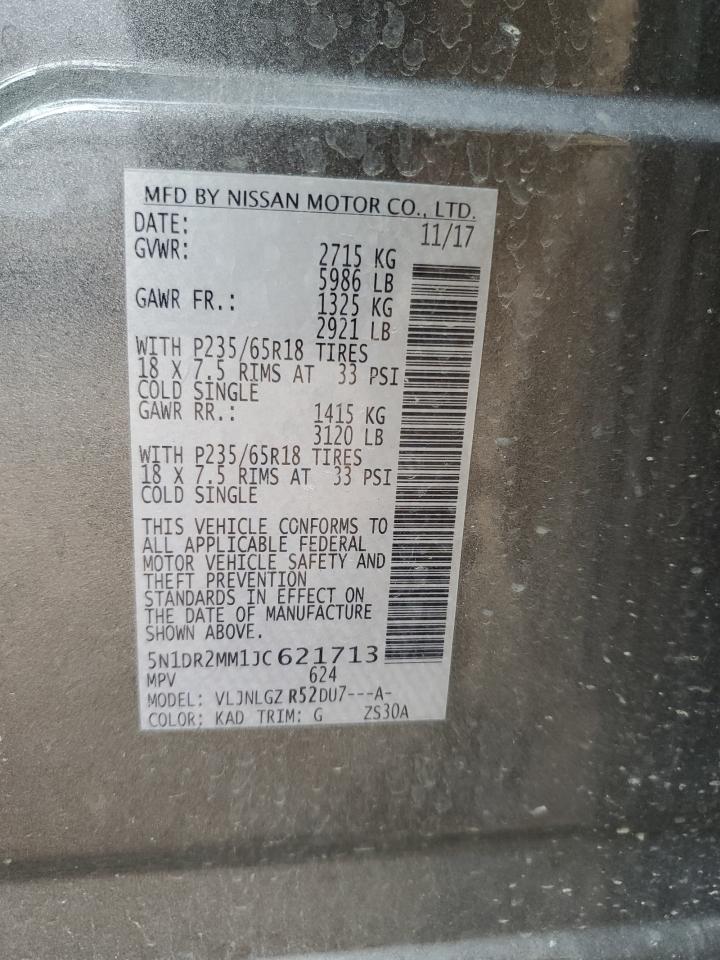 MFD BY NISSAN MOTOR CO., LTD.
DATE: 11/17
GVWR: 2715 KG
5986 LB
GAWR FR.: 1325 KG
2921 LB
WITH P235/65R18 TIRES
18 X 7.5 RIMS AT 33 PSI
COLD SINGLE
GAWR RR.: 1415 KG
3120 LB
WITH P235/65R18 TIRES
18 X 7.5 RIMS AT 33 PSI
COLD SINGLE
THIS VEHICLE CONFORMS TO
ALL APPLICABLE FEDERAL
MOTOR VEHICLE SAFETY AND
THEFT PREVENTION
STANDARDS IN EFFECT ON
THE DATE OF MANUFACTURE
SHOWN ABOVE.
5N1DR2MM1JC621713
MPV 624
MODEL: VLJNLGZ R52DU7---A-
COLOR: KAD TRIM: G ZS30A